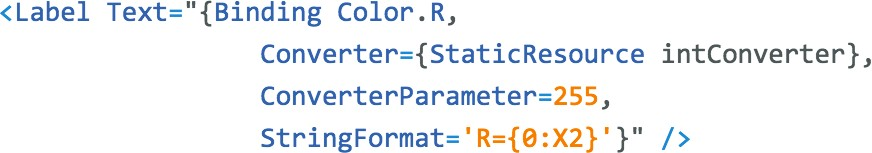 <Label Text="{Binding Color.R,
Converter={StaticResource intConverter},
ConverterParameter=255,
StringFormat='R={0:X2}'}" />